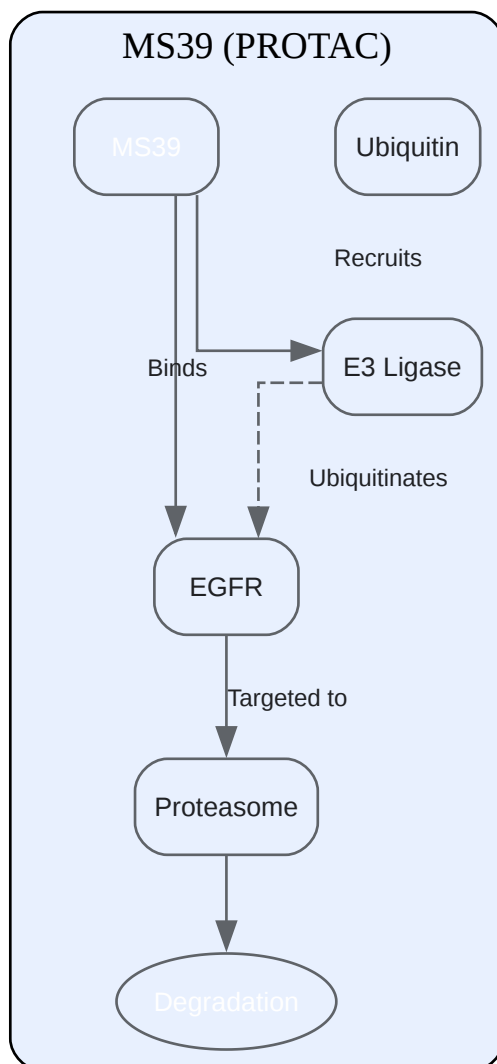 MS39 (PROTAC)
MS39
Ubiquitin
Recruits
Binds
E3 Ligase
Ubiquitinates
EGFR
Targeted to
Proteasome
Degradation